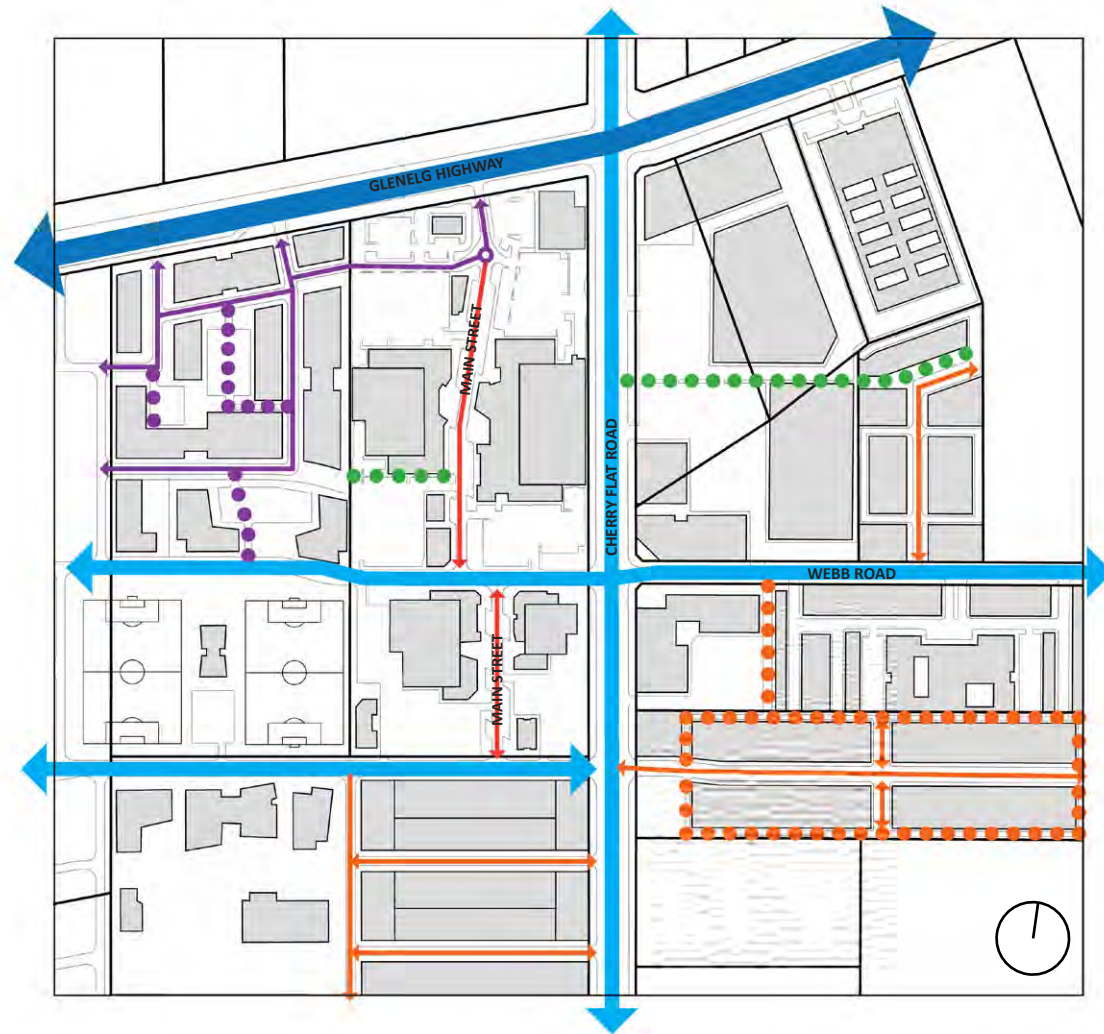 GLENELG HIGHWAY
MAIN STREET
CHERRY FLAT ROAD
WEBB ROAD
MAIN STREET